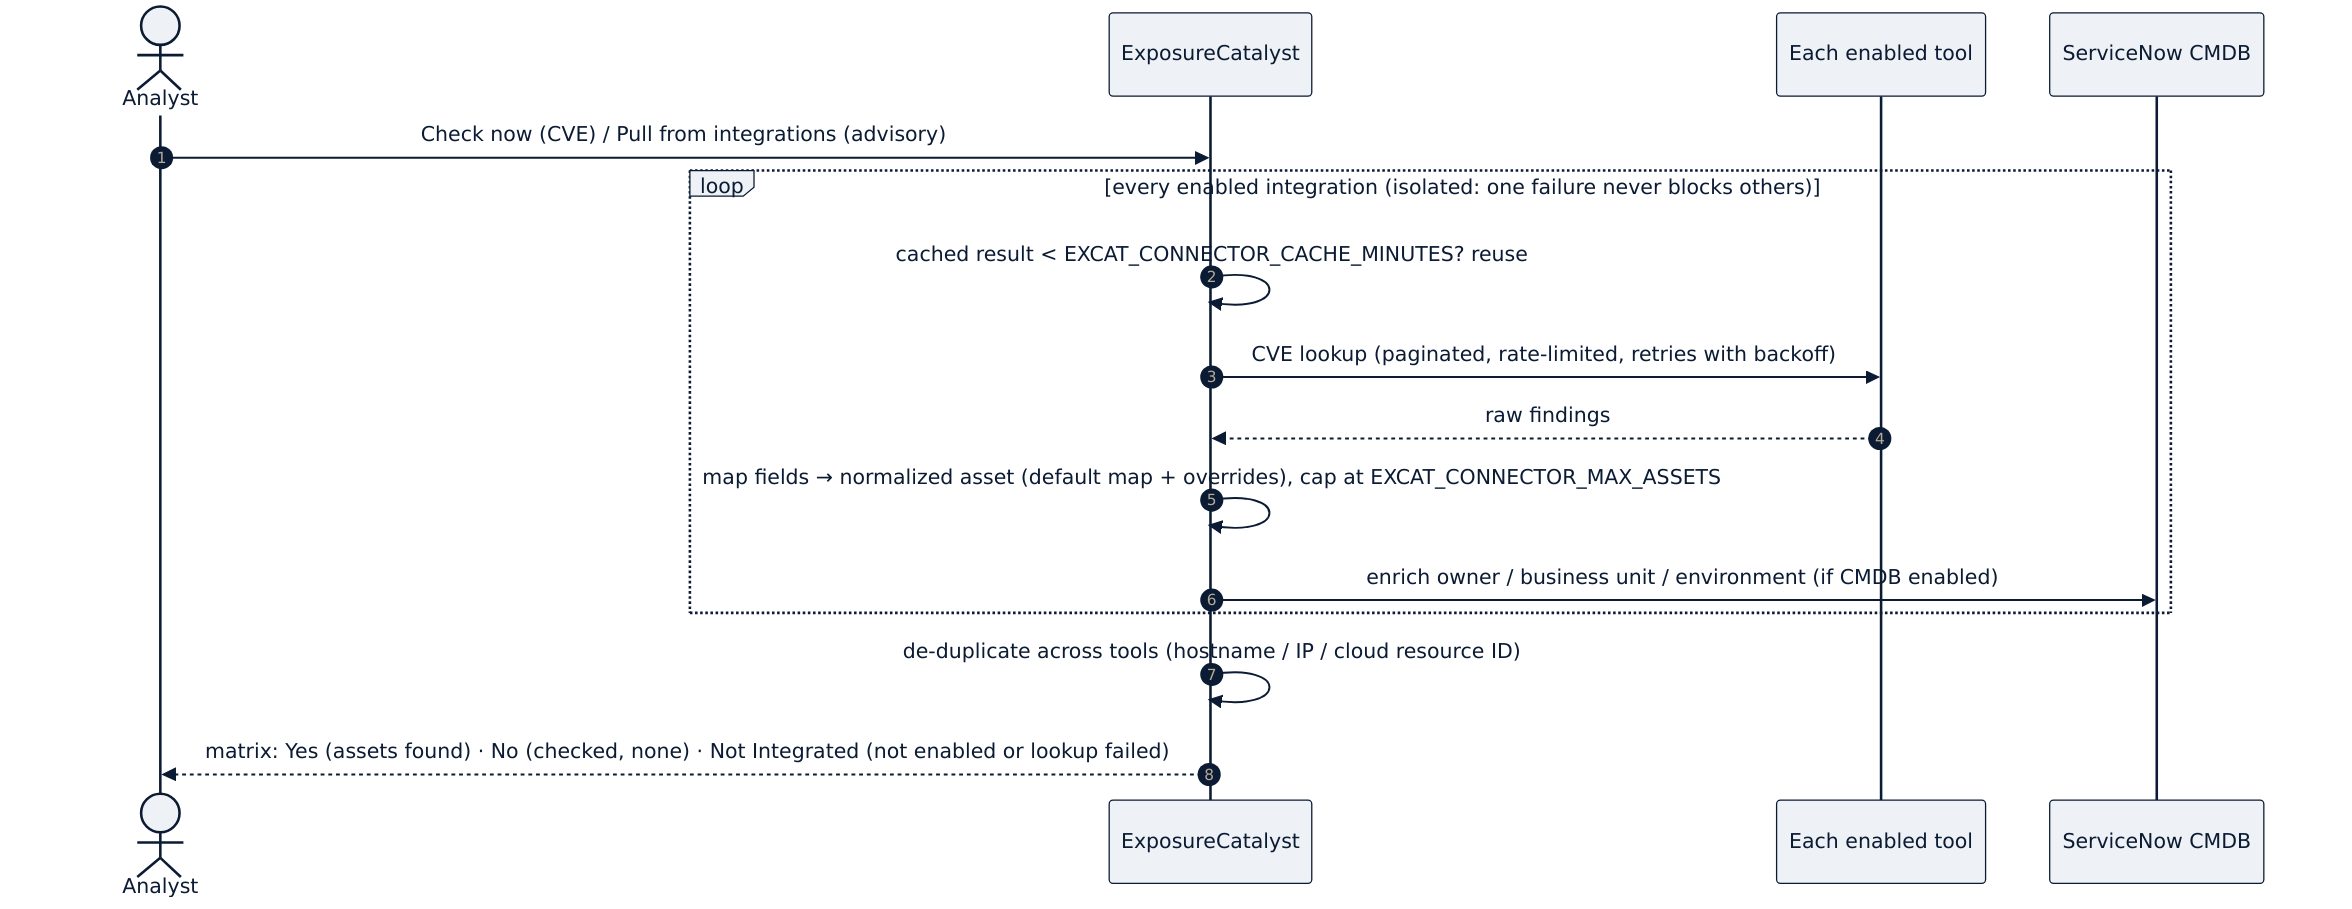 Analyst
ExposureCatalyst
Each enabled tool
ServiceNow CMDB
Check now (CVE) / Pull from integrations (advisory)
1
loop
[every enabled integration (isolated: one failure never blocks others)]
cached result < EXCAT_CONNECTOR_CACHE_MINUTES? reuse
2
CVE lookup (paginated, rate-limited, retries with backoff)
3
raw findings
4
map fields → normalized asset (default map + overrides), cap at EXCAT_CONNECTOR_MAX_ASSETS
5
enrich owner / business unit / environment (if CMDB enabled)
6
de-duplicate across tools (hostname / IP / cloud resource ID)
7
matrix: Yes (assets found) · No (checked, none) · Not Integrated (not enabled or lookup failed)
8
Analyst
ExposureCatalyst
Each enabled tool
ServiceNow CMDB